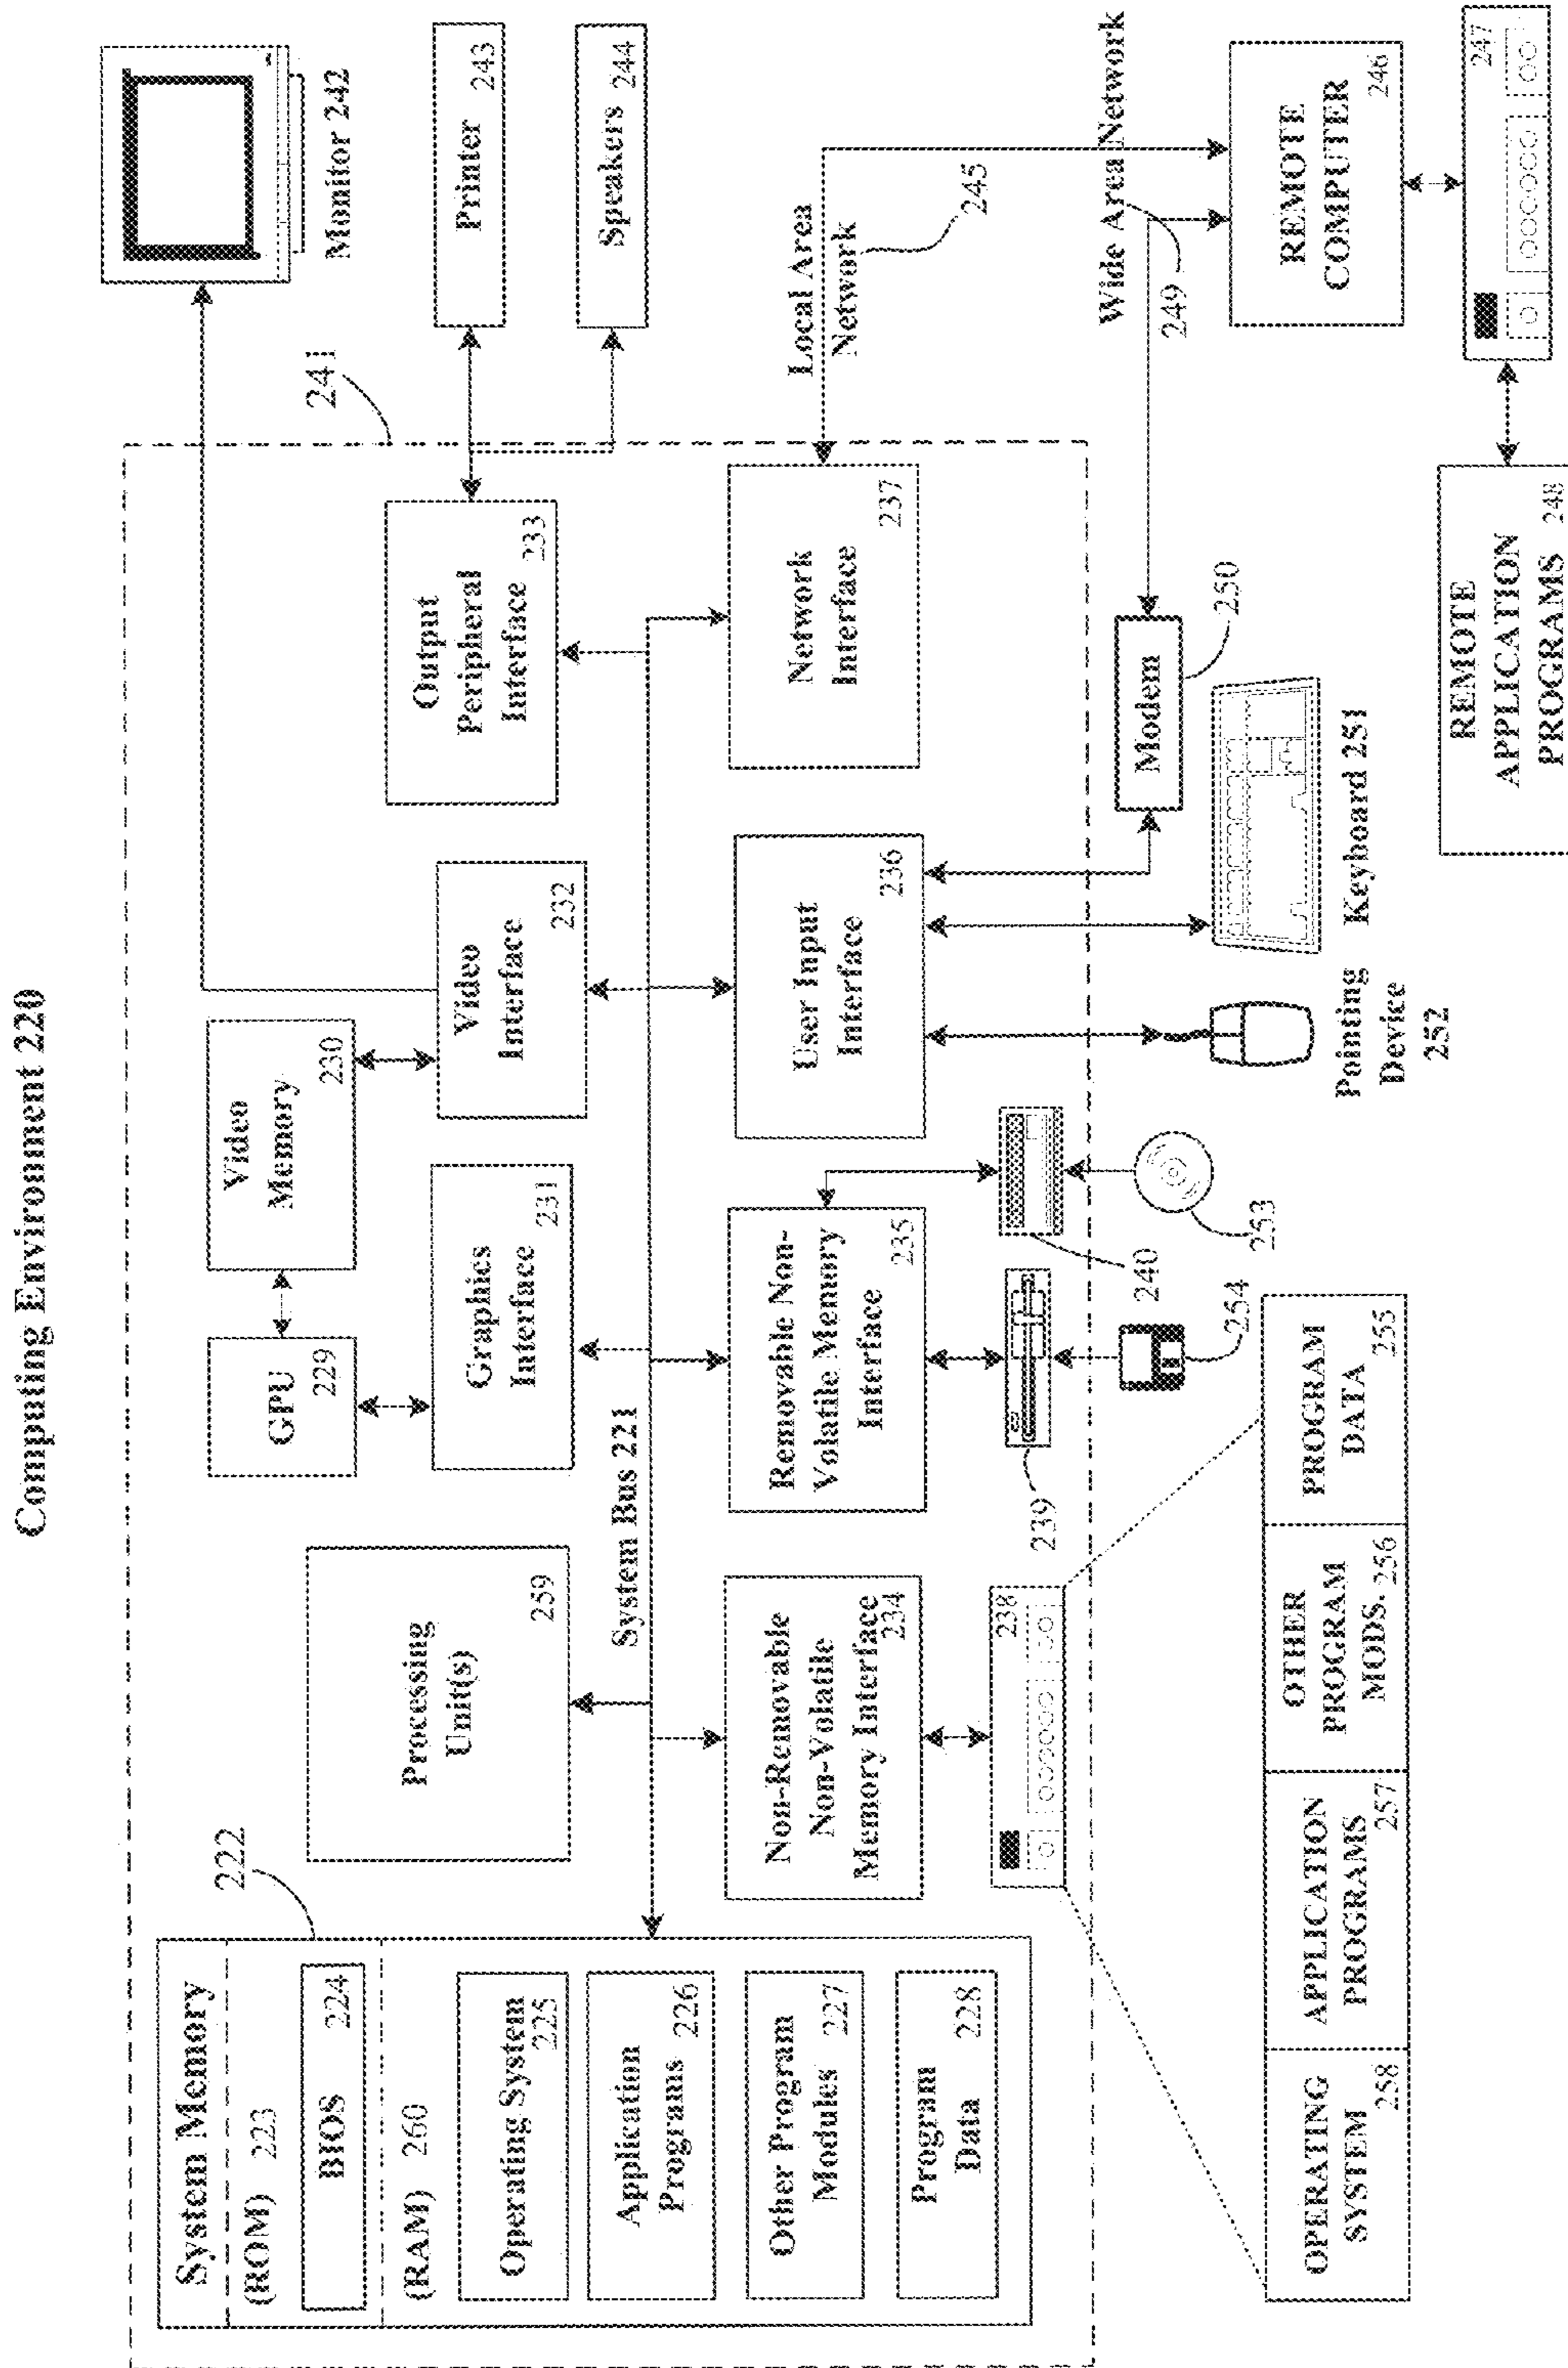 Computing Environment 220
222
System Memory
(ROM) 223
BIOS 224
(RAM) 260
Operating System
225
Application
Programs 226
Other Program
Modules 227
Program
Data 228
Processing
Unit(s)
259
GPU
229
Video
Memory
230
Graphics
Interface
231
Video
Interface
232
Output
Peripheral
Interface 233
System Bus 221
Non-Removable
Non-Volatile
Memory Interface
234
Removable Non-
Volatile Memory
Interface
235
User Input
Interface
236
Network
Interface
237
238
239
240
241
Monitor 242
Printer 243
Speakers 244
Local Area
Network
245
Wide Area Network
249
Modem
250
REMOTE
COMPUTER
246
247
REMOTE
APPLICATION
PROGRAMS 248
Keyboard 251
Pointing
Device
252
253
254
OPERATING
SYSTEM
258
APPLICATION
PROGRAMS
257
OTHER
PROGRAM
MODS. 256
PROGRAM
DATA
255